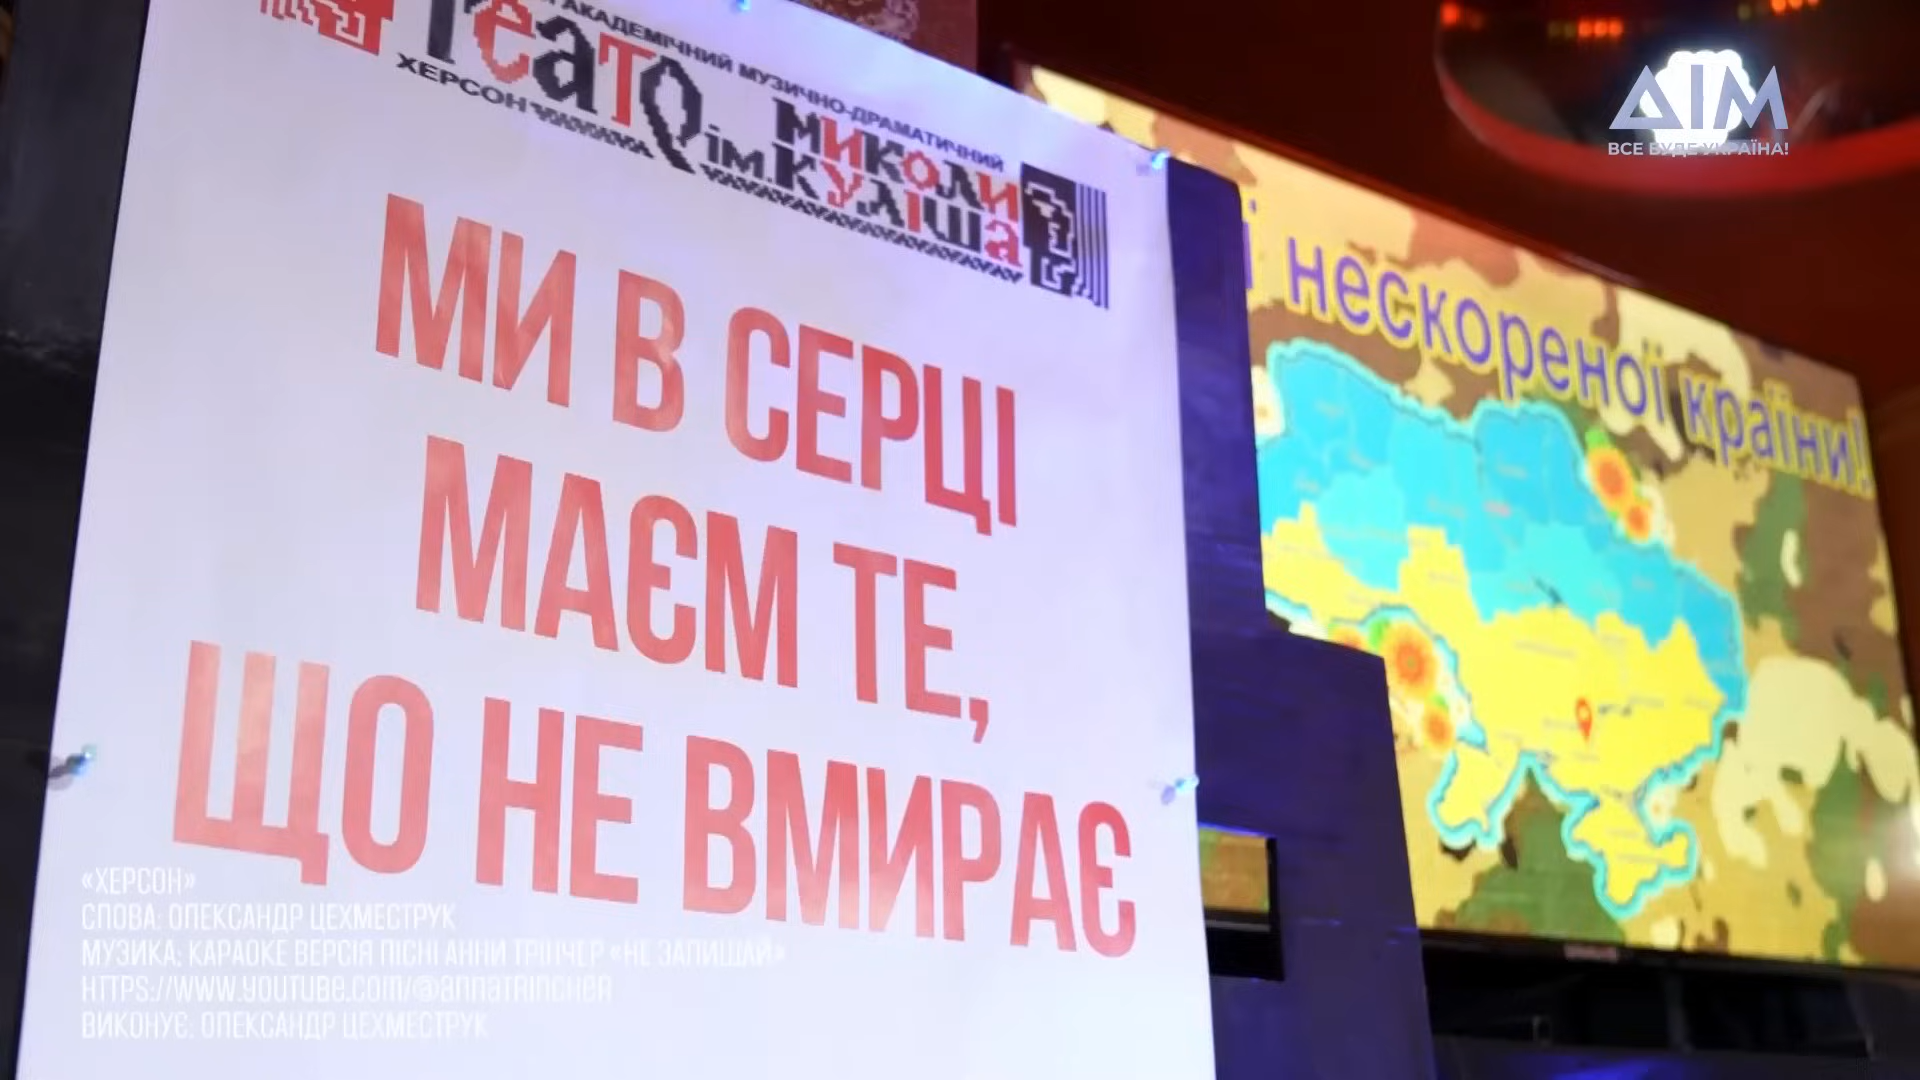 АКАДЕМІЧНИЙ МУЗИЧНО-ДРАМАТИЧНИЙ
Театр
ХЕРСОН
ім. МИКОЛИ
КУЛІША
МИ В СЕРЦІ
МАЄМ ТЕ,
ЩО НЕ ВМИРАЄ
нескореної країни!
ДІМ
ВСЕ БУДЕ УКРАЇНА!
«ХЕРСОН»
СЛОВА: ОЛЕКСАНДР ЦЕХМЕСТРУК
МУЗИКА: КАРАОКЕ ВЕРСІЯ ПІСНІ АННИ ТРІНЧЕР «НЕ ЗАЛИШАЙ»
HTTPS://WWW.YOUTUBE.COM/@ANNATRINCHER
ВИКОНУЄ: ОЛЕКСАНДР ЦЕХМЕСТРУК